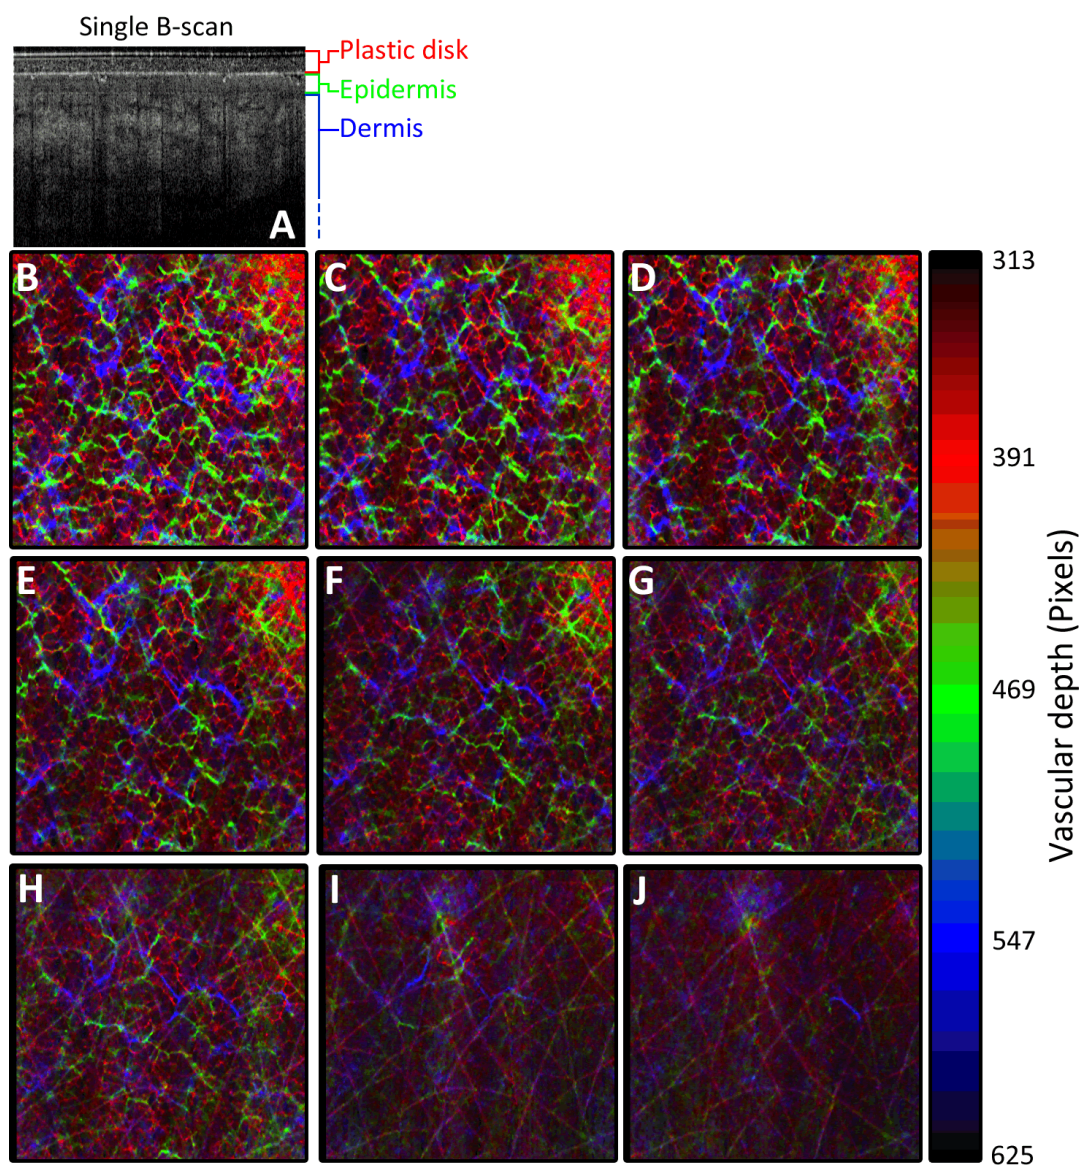 Single B-scan
Plastic disk
Epidermis
Dermis
A
B
C
D
313
391
469
547
625
Vascular depth (Pixels)
E
F
G
H
I
J